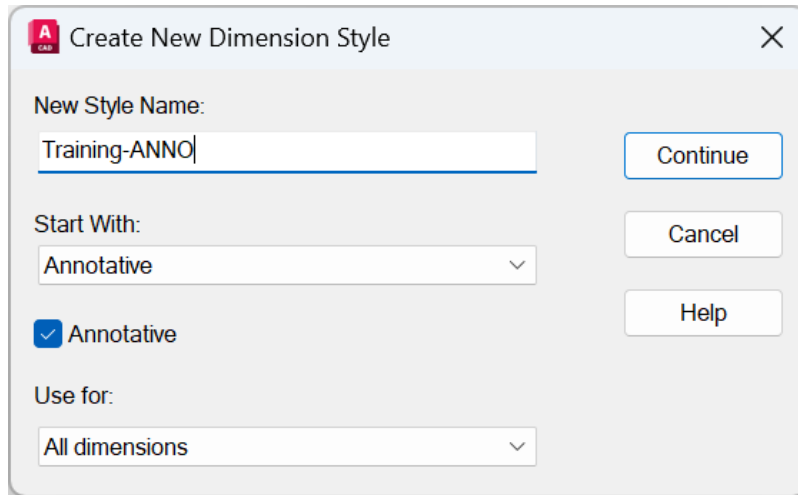 A
CAD
Create New Dimension Style
New Style Name:
Training-ANNO
Continue
Start With:
Cancel
Annotative
Help
Annotative
Use for:
All dimensions